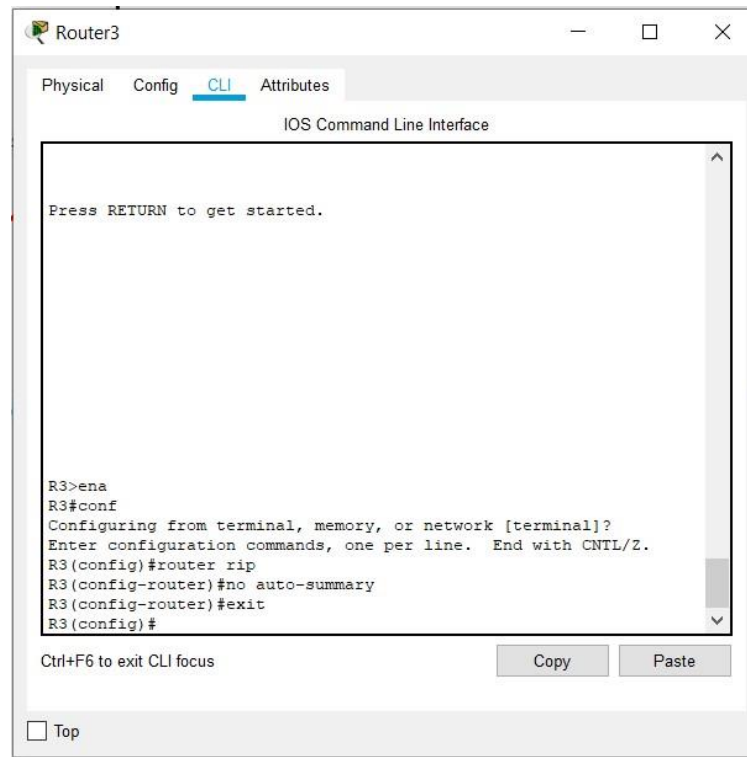 Router3
Physical Config CLI Attributes
IOS Command Line Interface
Press RETURN to get started.
R3>ena
R3#conf
Configuring from terminal, memory, or network [terminal]?
Enter configuration commands, one per line.  End with CNTL/Z.
R3(config)#router rip
R3(config-router)#no auto-summary
R3(config-router)#exit
R3(config)#
Ctrl+F6 to exit CLI focus
Copy Paste
Top